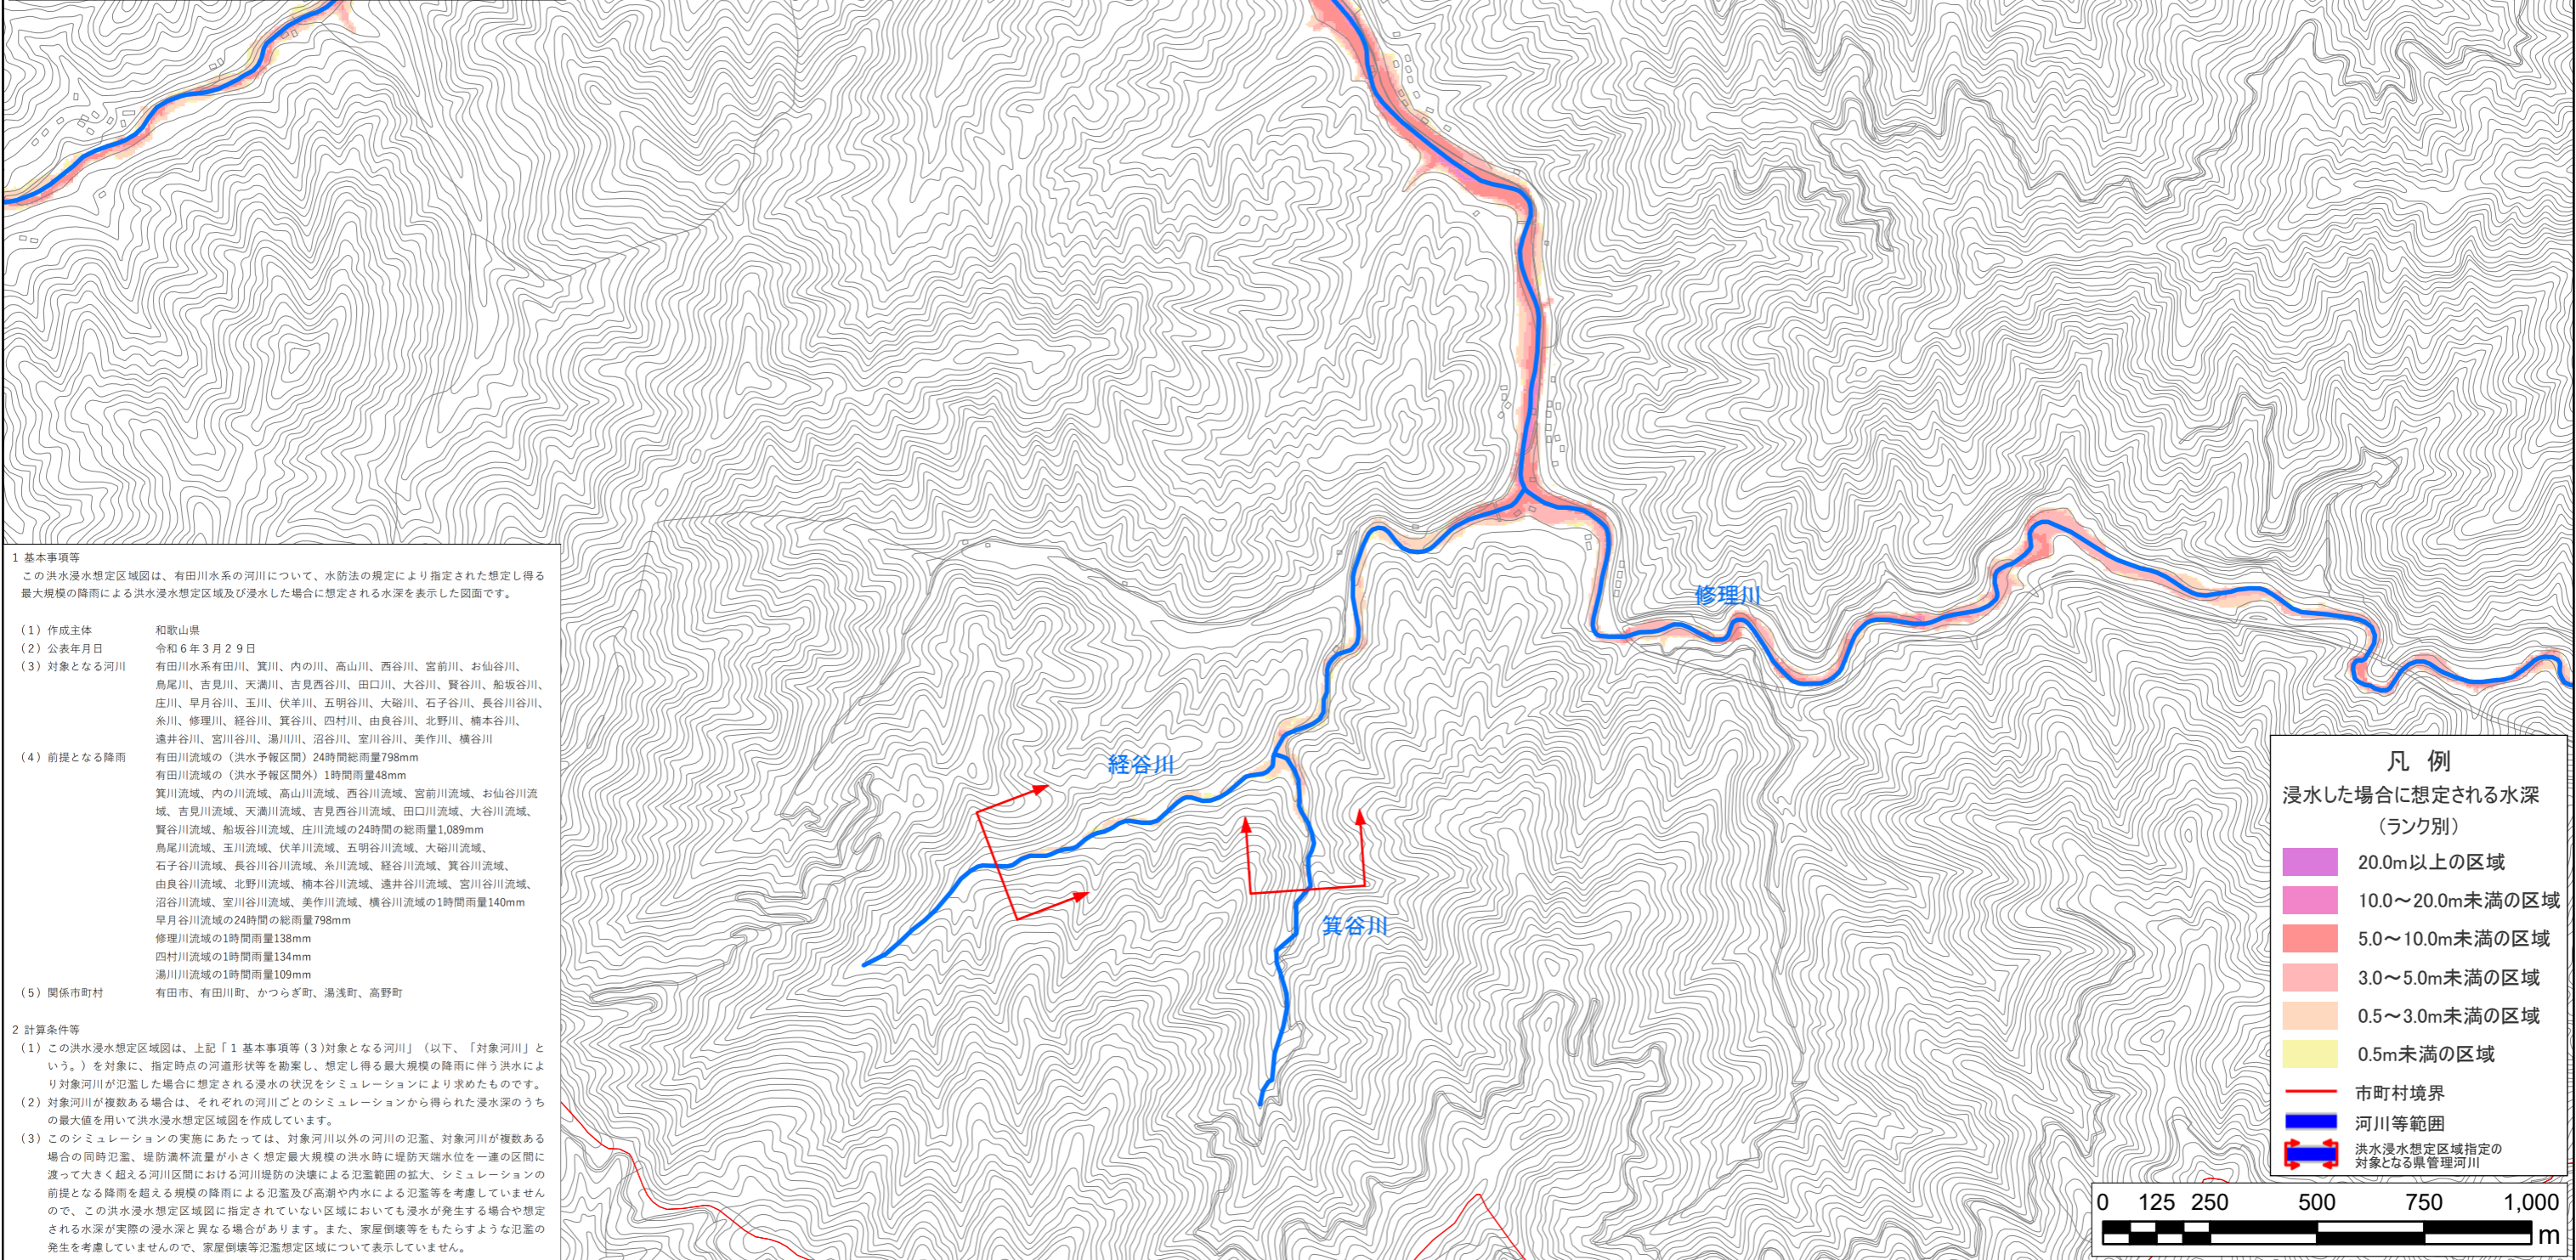 1 基本事項等
この洪水浸水想定区域図は、有田川水系の河川について、水防法の規定により指定された想定し得る
最大規模の降雨による洪水浸水想定区域及び浸水した場合に想定される水深を表示した図面です。
(1) 作成主体 和歌山県
(2) 公表年月日 令和6年3月29日
(3) 対象となる河川 有田川水系有田川、箕川、内の川、高山川、西谷川、宮前川、お仙谷川、
鳥尾川、吉見川、天満川、吉見西谷川、田口川、大谷川、賢谷川、船坂谷川、
庄川、早月谷川、玉川、伏羊川、五明谷川、大硲川、石子谷川、長谷川谷川、
糸川、修理川、経谷川、箕谷川、四村川、由良谷川、北野川、楠本谷川、
遠井谷川、宮川谷川、湯川川、沼谷川、室川谷川、美作川、横谷川
(4) 前提となる降雨 有田川流域の（洪水予報区間）24時間総雨量798mm
有田川流域の（洪水予報区間外）1時間雨量48mm
箕川流域、内の川流域、高山川流域、西谷川流域、宮前川流域、お仙谷川流
域、吉見川流域、天満川流域、吉見西谷川流域、田口川流域、大谷川流域、
賢谷川流域、船坂谷川流域、庄川流域の24時間の総雨量1,089mm
鳥尾川流域、玉川流域、伏羊川流域、五明谷川流域、大硲川流域、
石子谷川流域、長谷川谷川流域、糸川流域、経谷川流域、箕谷川流域、
由良谷川流域、北野川流域、楠本谷川流域、遠井谷川流域、宮川谷川流域、
沼谷川流域、室川谷川流域、美作川流域、横谷川流域の1時間雨量140mm
早月谷川流域の24時間の総雨量798mm
修理川流域の1時間雨量138mm
四村川流域の1時間雨量134mm
湯川川流域の1時間雨量109mm
(5) 関係市町村 有田市、有田川町、かつらぎ町、湯浅町、高野町
2 計算条件等
(1) この洪水浸水想定区域図は、上記「1 基本事項等 (3)対象となる河川」（以下、「対象河川」と
いう。）を対象に、指定時点の河道形状等を勘案し、想定し得る最大規模の降雨に伴う洪水によ
り対象河川が氾濫した場合に想定される浸水の状況をシミュレーションにより求めたものです。
(2) 対象河川が複数ある場合は、それぞれの河川ごとのシミュレーションから得られた浸水深のうち
の最大値を用いて洪水浸水想定区域図を作成しています。
(3) このシミュレーションの実施にあたっては、対象河川以外の河川の氾濫、対象河川が複数ある
場合の同時氾濫、堤防満杯流量が小さく想定最大規模の洪水時に堤防天端水位を一連の区間に
渡って大きく超える河川区間における河川堤防の決壊による氾濫範囲の拡大、シミュレーションの
前提となる降雨を超える規模の降雨による氾濫及び高潮や内水による氾濫等を考慮していません
ので、この洪水浸水想定区域図に指定されていない区域においても浸水が発生する場合や想定
される水深が実際の浸水深と異なる場合があります。また、家屋倒壊等をもたらすような氾濫の
発生を考慮していませんので、家屋倒壊等氾濫想定区域について表示していません。
修理川
経谷川
箕谷川
凡 例
浸水した場合に想定される水深
（ランク別）
20.0m以上の区域
10.0～20.0m未満の区域
5.0～10.0m未満の区域
3.0～5.0m未満の区域
0.5～3.0m未満の区域
0.5m未満の区域
市町村境界
河川等範囲
洪水浸水想定区域指定の
対象となる県管理河川
0 125 250 500 750 1,000
m